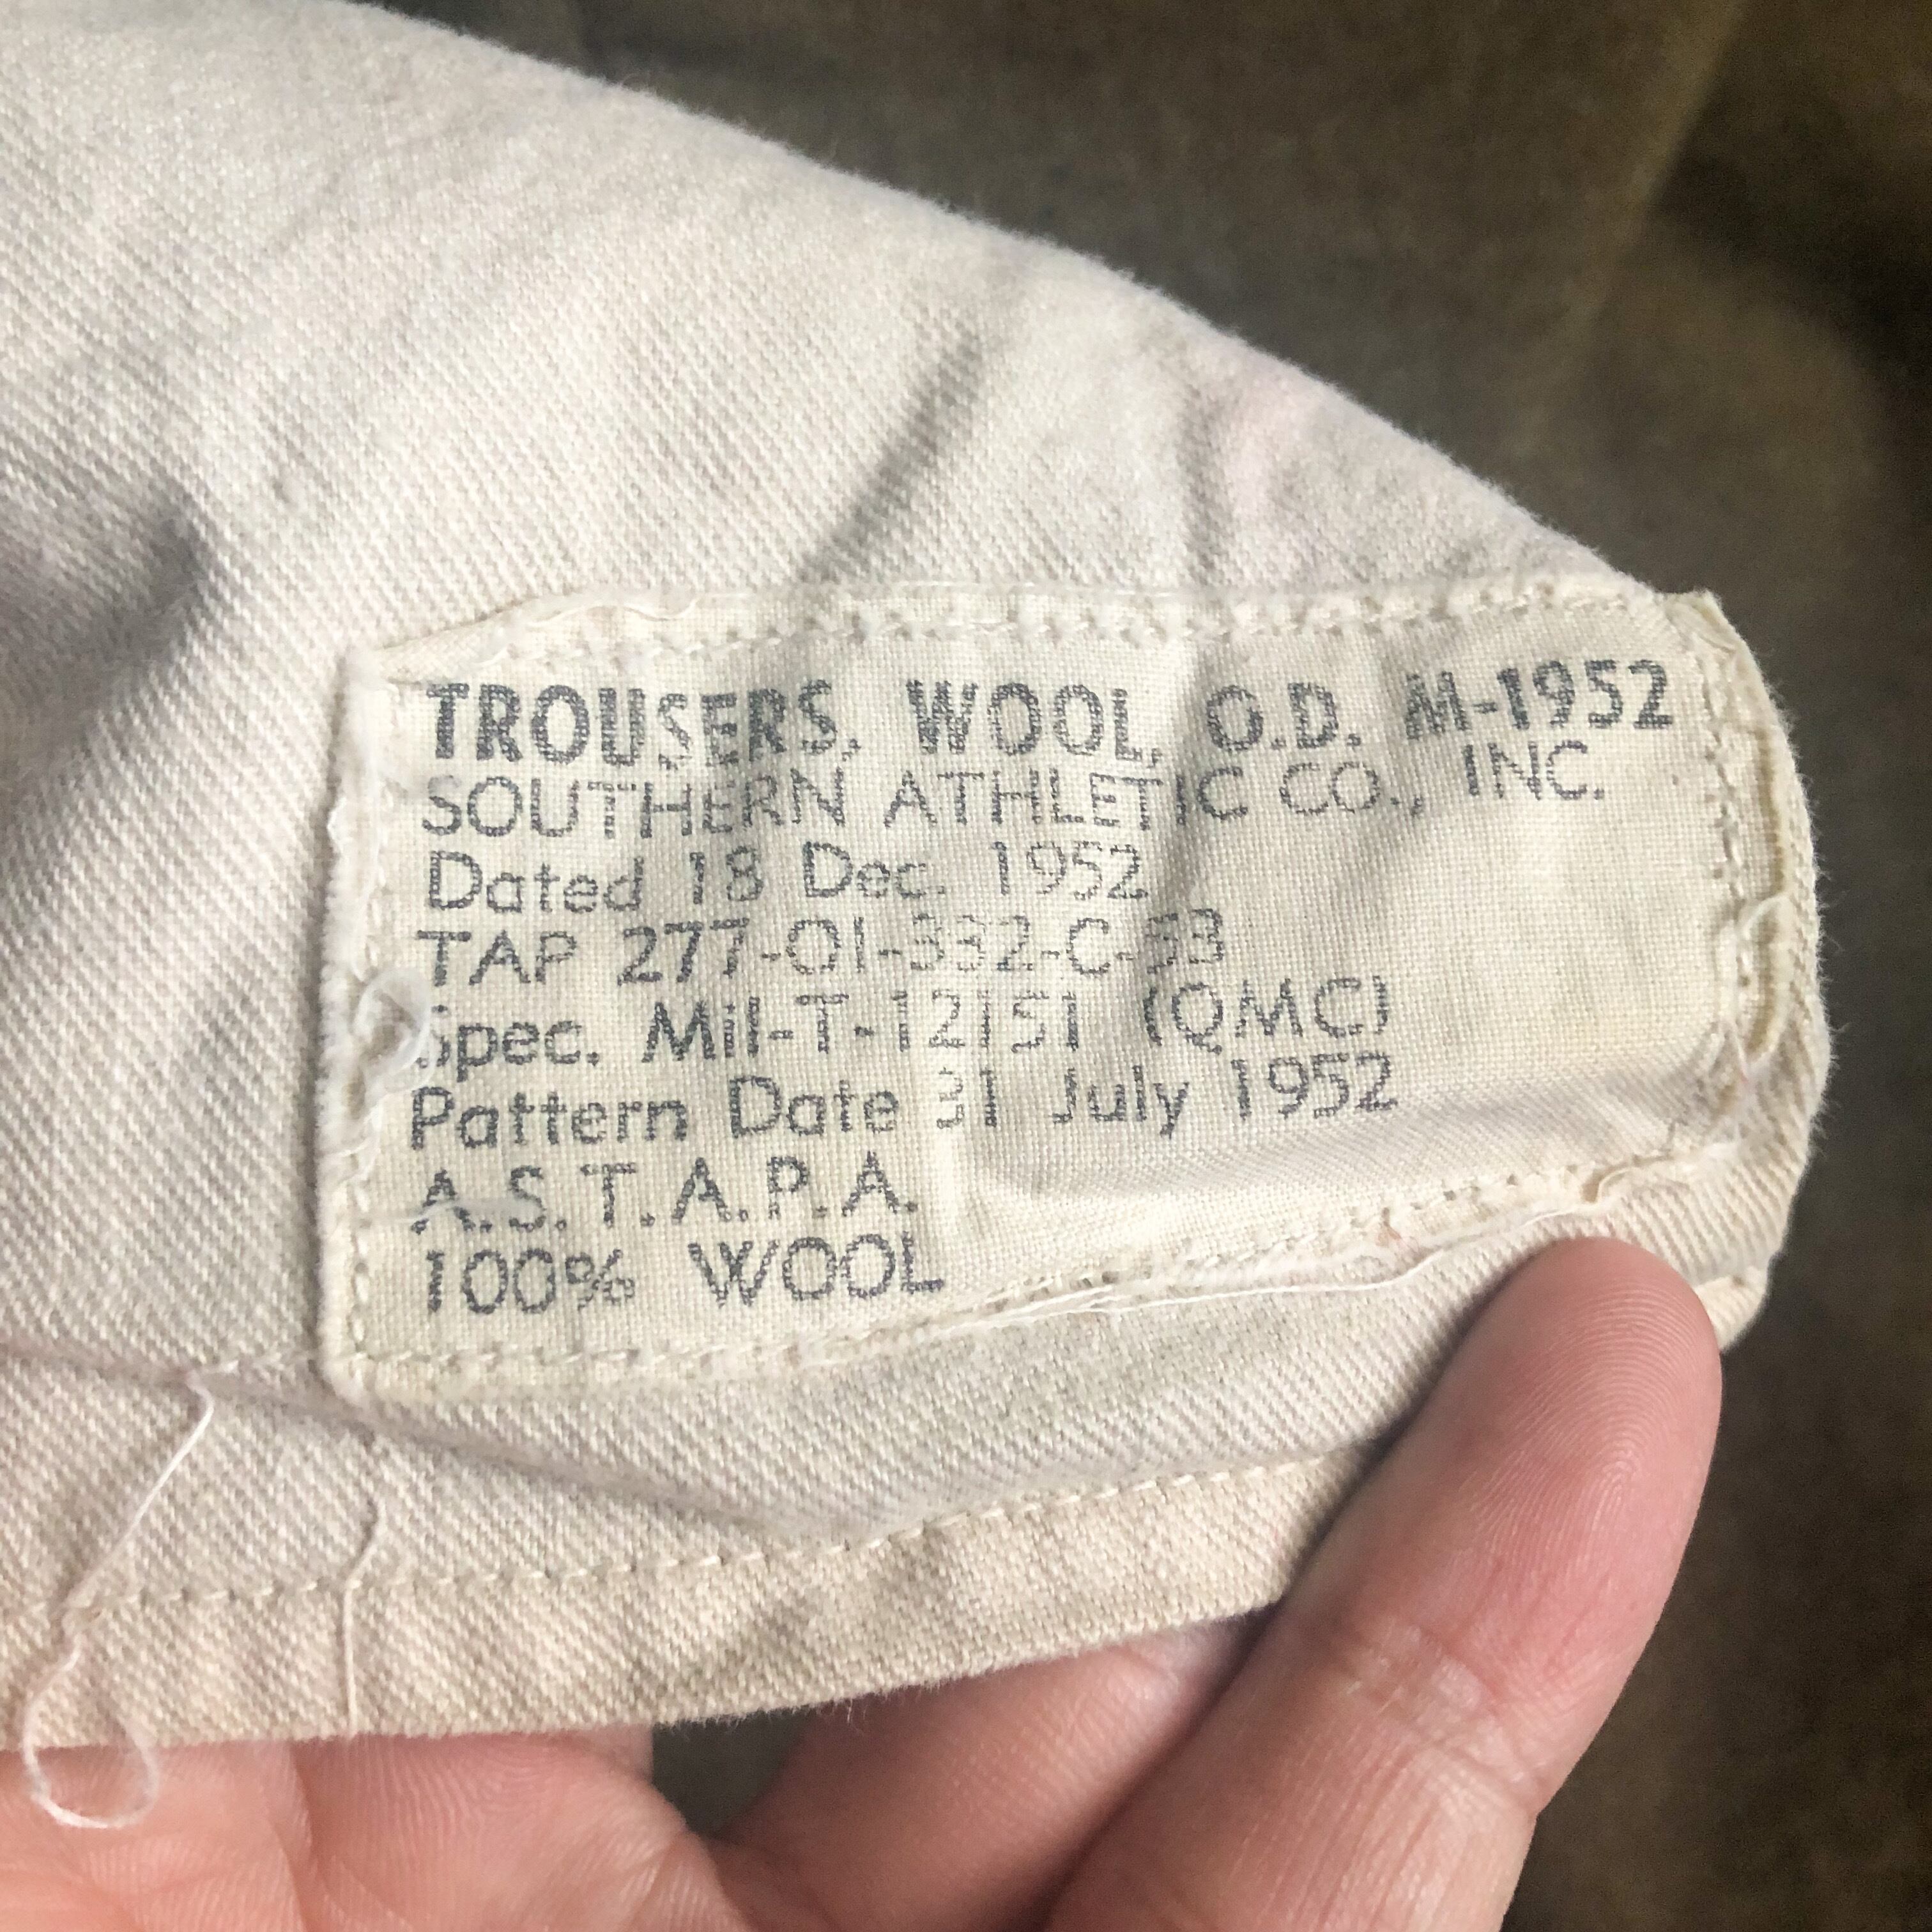 TROUSERS, WOOL, O.D. M-1952
SOUTHERN ATHLETIC CO., INC.
Dated 18 Dec. 1952
TAP 277-OI-332-C-53
Spec. Mil-T-12151 (QMC)
Pattern Date 31 July 1952
A.S.T.A.P.A.
100% WOOL